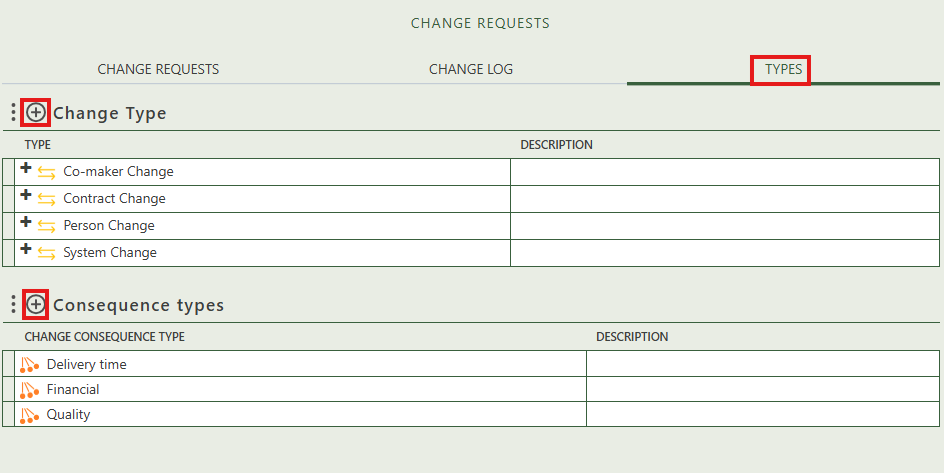 CHANGE REQUESTS
CHANGE REQUESTS CHANGE LOG TYPES
Change Type
TYPE DESCRIPTION
Co-maker Change
Contract Change
Person Change
System Change
Consequence types
CHANGE CONSEQUENCE TYPE DESCRIPTION
Delivery time
Financial
Quality